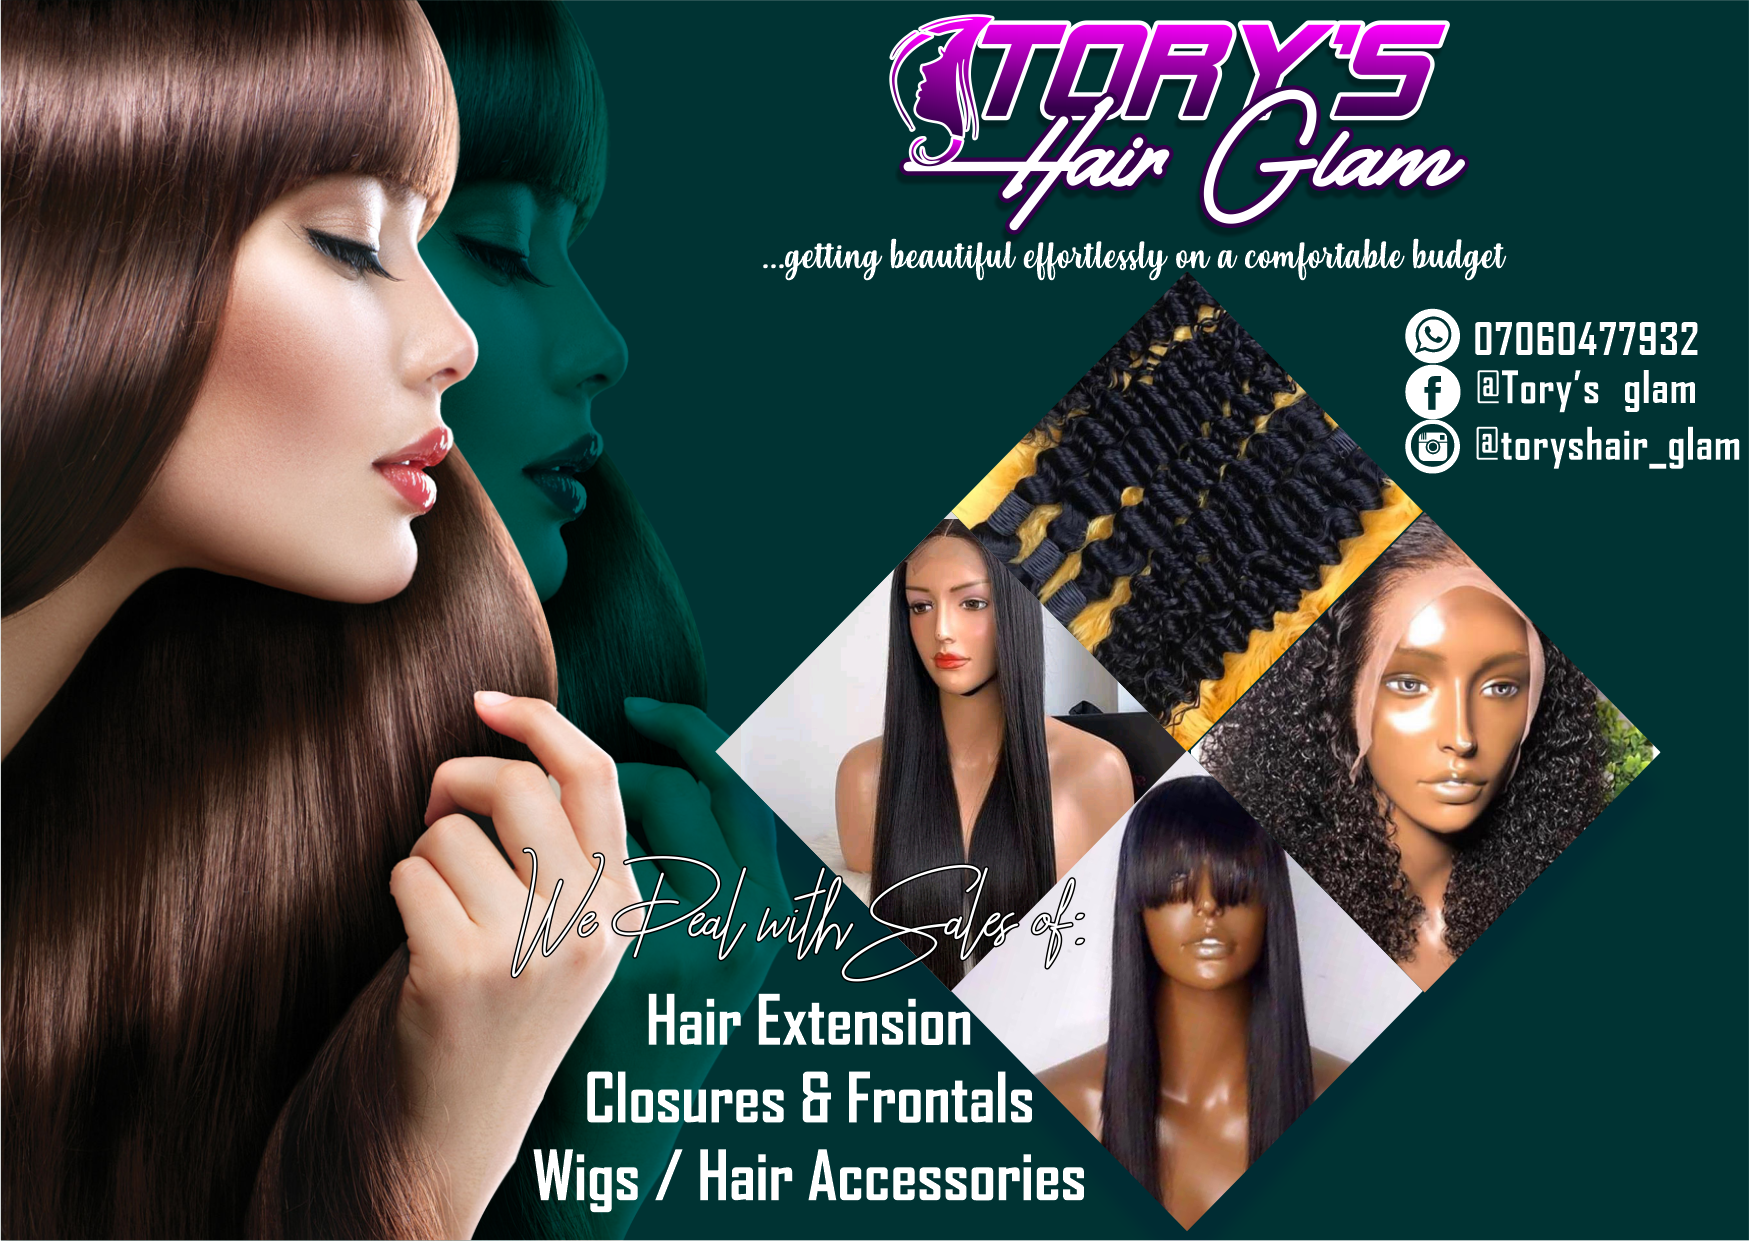 TORY'S
Hair Glam
...getting beautiful effortlessly on a comfortable budget
07060477932
@Tory's glam
@toryshair_glam
We Deal with Sales of:
Hair Extension
Closures & Frontals
Wigs / Hair Accessories